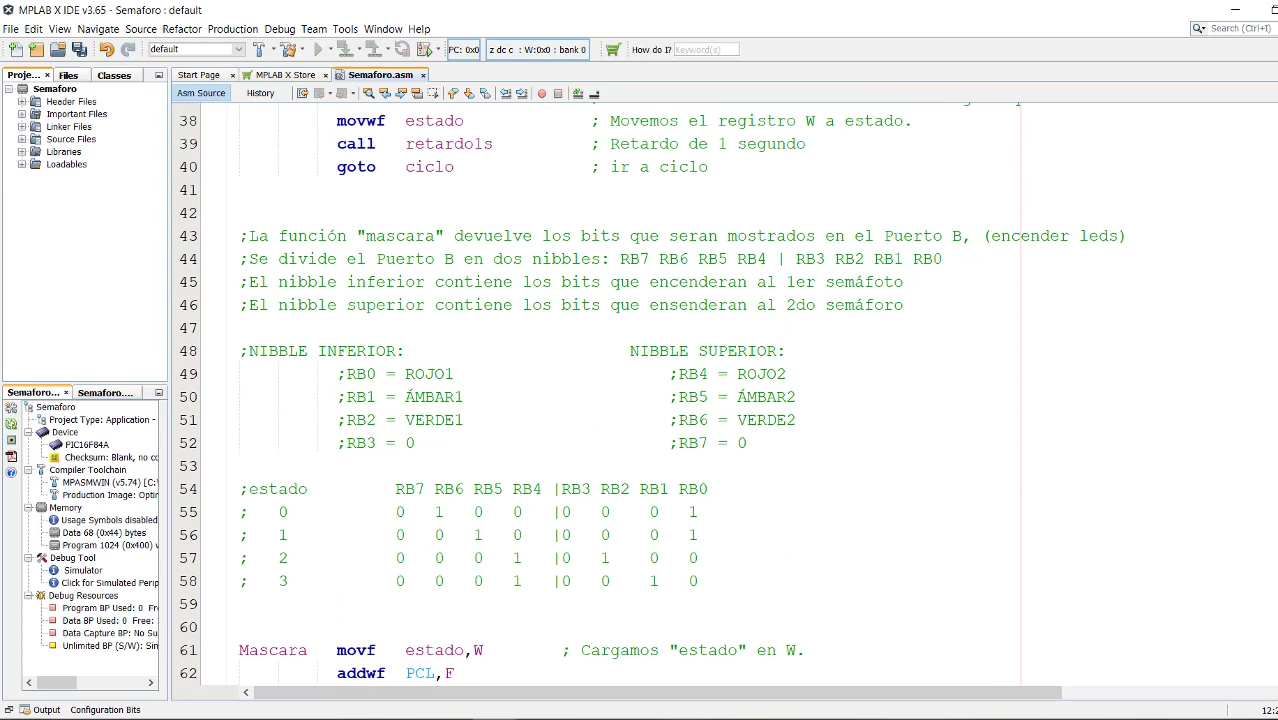 MPLAB X IDE v3.65 - Semaforo : default
File Edit View Navigate Source Refactor Production Debug Team Tools Window Help
Search (Ctrl+I)
default PC: 0x0 z dc c : W:0x0 : bank 0 How do I? Keyword(s)
Proje... × Files Classes
Start Page × MPLAB X Store × Semaforo.asm ×
Asm Source History
Semaforo
Header Files
Important Files
Linker Files
Source Files
Libraries
Loadables
38 movwf estado ; Movemos el registro W a estado.
39 call retardo1s ; Retardo de 1 segundo
40 goto ciclo ; ir a ciclo
41
42
43 ;La función "mascara" devuelve los bits que seran mostrados en el Puerto B, (encender leds)
44 ;Se divide el Puerto B en dos nibbles: RB7 RB6 RB5 RB4 | RB3 RB2 RB1 RB0
45 ;El nibble inferior contiene los bits que encenderan al 1er semáfoto
46 ;El nibble superior contiene los bits que ensenderan al 2do semáforo
47
48 ;NIBBLE INFERIOR: NIBBLE SUPERIOR:
49 ;RB0 = ROJO1 ;RB4 = ROJO2
50 ;RB1 = ÁMBAR1 ;RB5 = ÁMBAR2
51 ;RB2 = VERDE1 ;RB6 = VERDE2
52 ;RB3 = 0 ;RB7 = 0
53
54 ;estado RB7 RB6 RB5 RB4 |RB3 RB2 RB1 RB0
55 ; 0 0 1 0 0 |0 0 0 1
56 ; 1 0 0 1 0 |0 0 0 1
57 ; 2 0 0 0 1 |0 1 0 0
58 ; 3 0 0 0 1 |0 0 1 0
59
60
61 Mascara movf estado,W ; Cargamos "estado" en W.
62 addwf PCL,F
Semaforo... × Semaforo....
Semaforo
Project Type: Application -
Device
PIC16F84A
Checksum: Blank, no co
Compiler Toolchain
MPASMWIN (v5.74) [C:\
Production Image: Optin
Memory
Usage Symbols disabled
Data 68 (0x44) bytes
Program 1024 (0x400) w
Debug Tool
Simulator
Click for Simulated Perip
Debug Resources
Program BP Used: 0 Fre
Data BP Used: 0 Free:
Data Capture BP: No Su
Unlimited BP (S/W): Sin
Output Configuration Bits